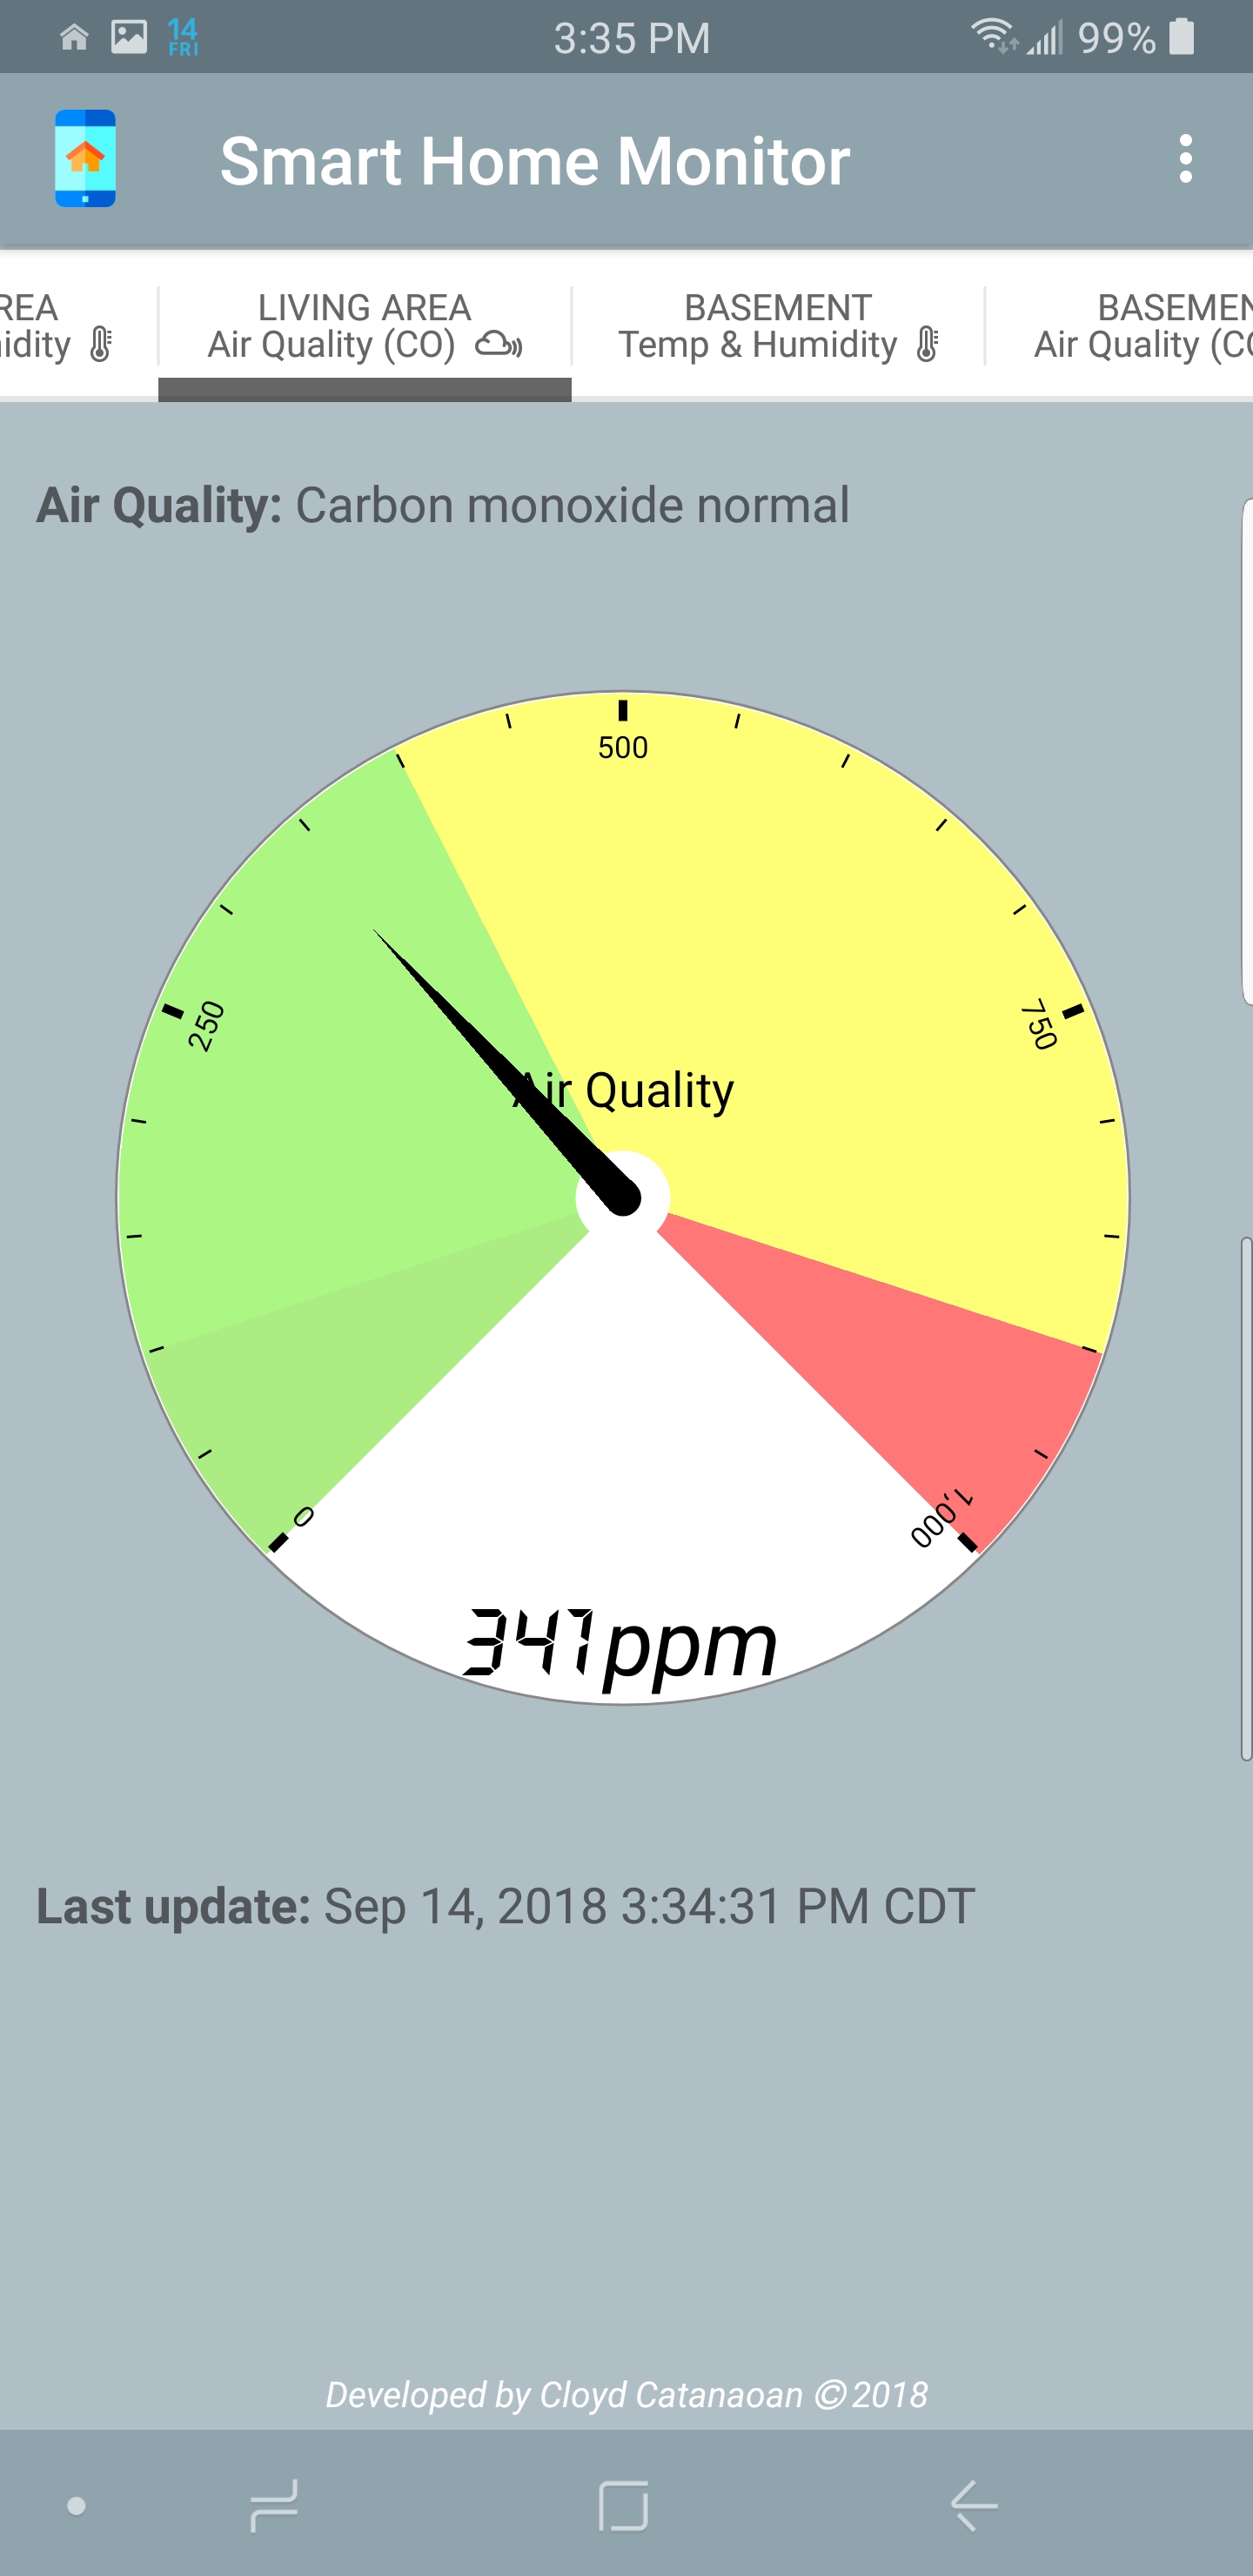 14
FRI
3:35 PM
99%
Smart Home Monitor
REA
idity
LIVING AREA
Air Quality (CO)
BASEMENT
Temp & Humidity
BASEMEN
Air Quality (C
Air Quality: Carbon monoxide normal
500
250
750
Air Quality
0
1,000
347ppm
Last update: Sep 14, 2018 3:34:31 PM CDT
Developed by Cloyd Catanaoan ©2018